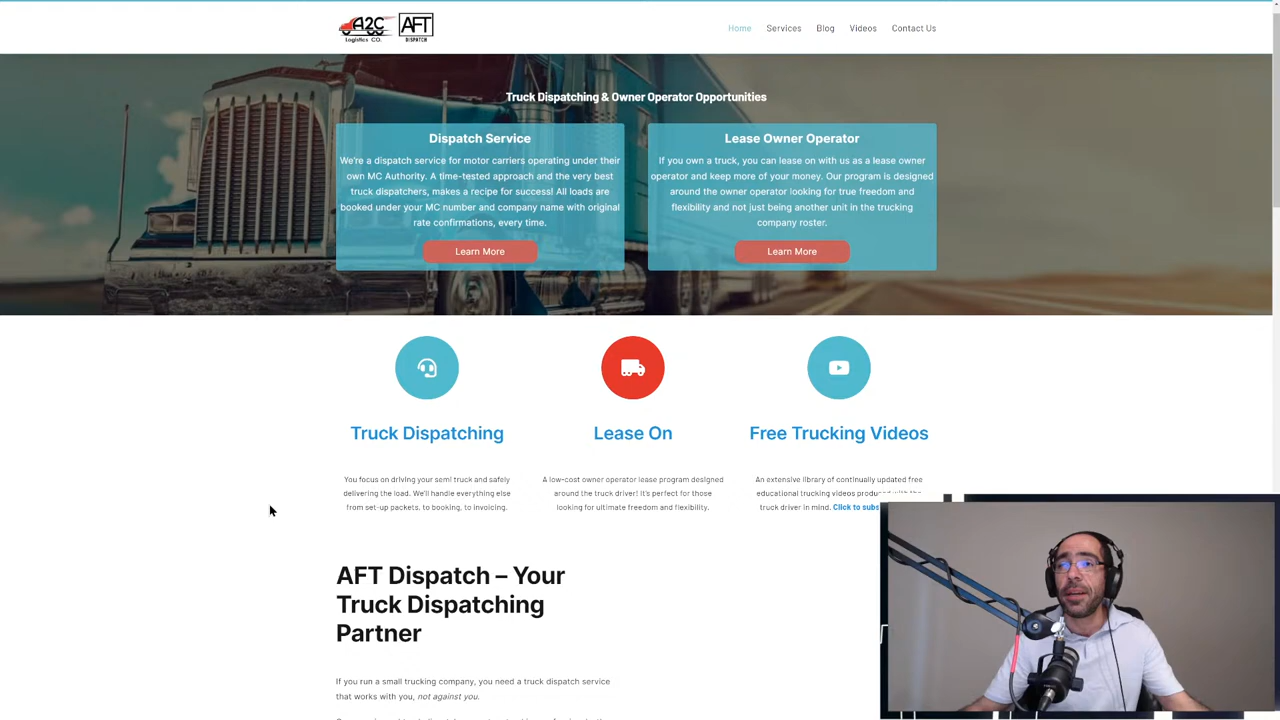 A2C
Logistics CO.
AFT
DISPATCH
Home
Services
Blog
Videos
Contact Us
Truck Dispatching & Owner Operator Opportunities
Dispatch Service
We're a dispatch service for motor carriers operating under their
own MC Authority. A time-tested approach and the very best
truck dispatchers, makes a recipe for success! All loads are
booked under your MC number and company name with original
rate confirmations, every time.
Learn More
Lease Owner Operator
If you own a truck, you can lease on with us as a lease owner
operator and keep more of your money. Our program is designed
around the owner operator looking for true freedom and
flexibility and not just being another unit in the trucking
company roster.
Learn More
Truck Dispatching
You focus on driving your semi truck and safely
delivering the load. We'll handle everything else
from set-up packets, to booking, to invoicing.
Lease On
A low-cost owner operator lease program designed
around the truck driver! It's perfect for those
looking for ultimate freedom and flexibility.
Free Trucking Videos
An extensive library of continually updated free
educational trucking videos produced with the
truck driver in mind. Click to subs
AFT Dispatch – Your
Truck Dispatching
Partner
If you run a small trucking company, you need a truck dispatch service
that works with you, not against you.